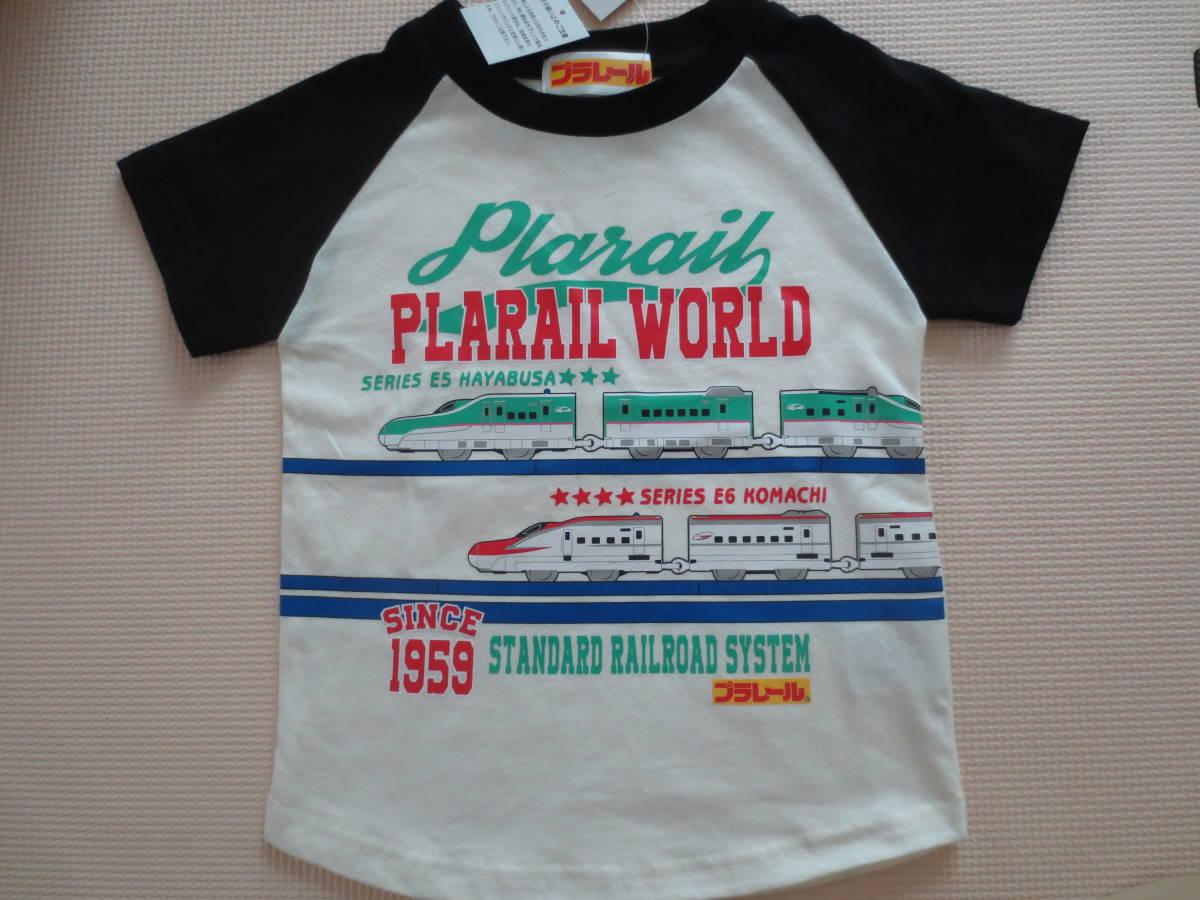 プラレール
Plarail
PLARAIL WORLD
SERIES E5 HAYABUSA★★★
★★★★SERIES E6 KOMACHI
SINCE
1959
STANDARD RAILROAD SYSTEM
プラレール